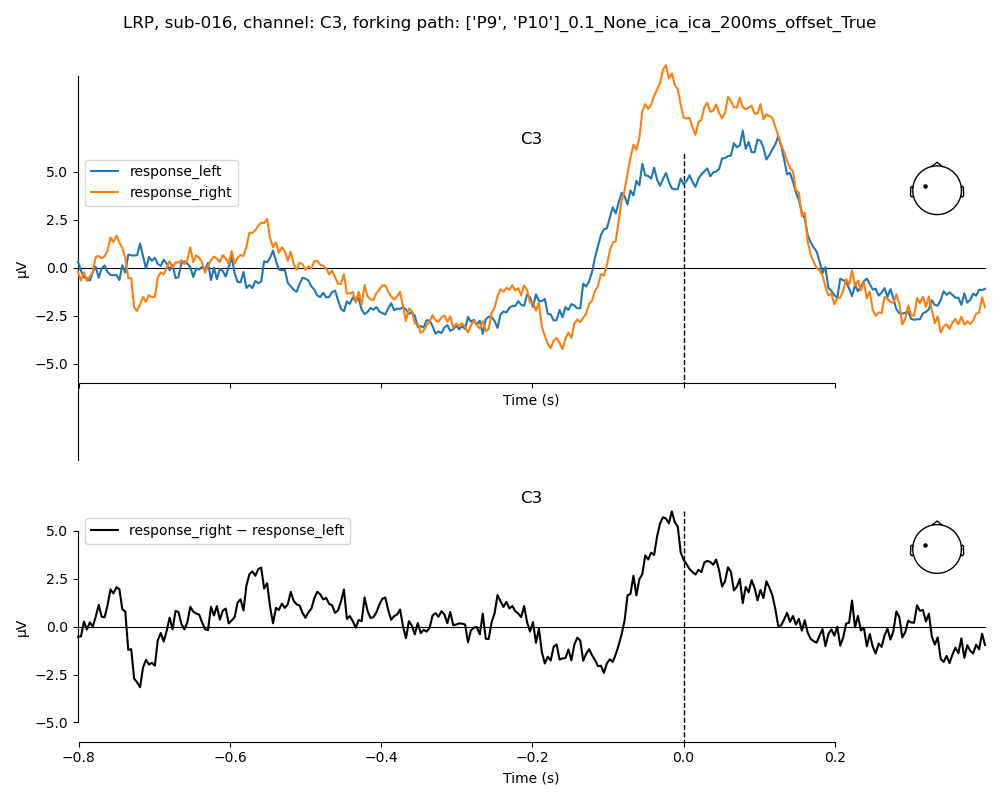 LRP, sub-016, channel: C3, forking path: ['P9', 'P10']_0.1_None_ica_ica_200ms_offset_True
C3
5.0
2.5
0.0
−2.5
−5.0
µV
response_left
response_right
Time (s)
C3
5.0
2.5
0.0
−2.5
−5.0
µV
response_right − response_left
−0.8
−0.6
−0.4
−0.2
0.0
0.2
Time (s)